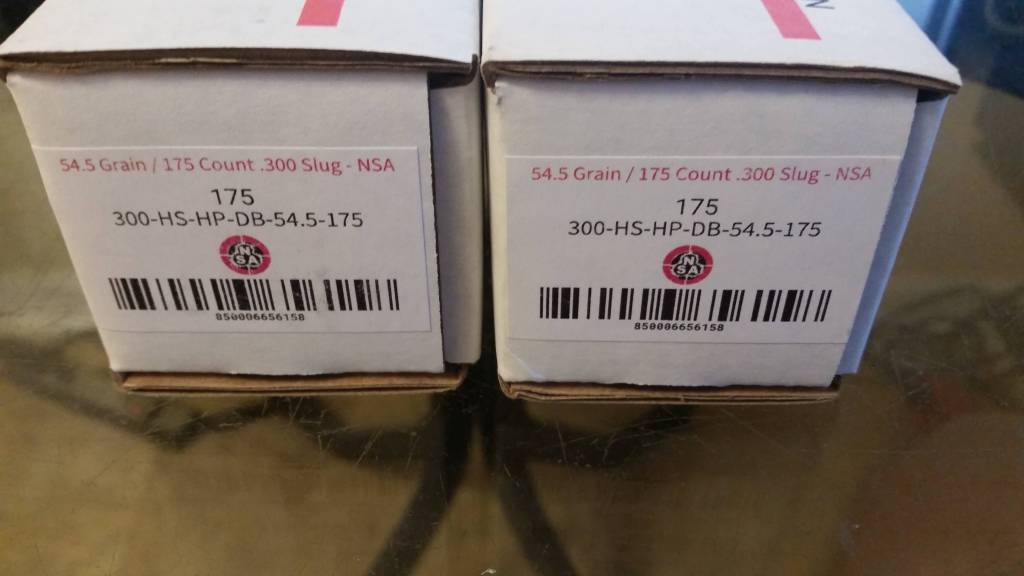 N
54.5 Grain / 175 Count .300 Slug - NSA
175
300-HS-HP-DB-54.5-175
NSA
850006656158
54.5 Grain / 175 Count .300 Slug - NSA
175
300-HS-HP-DB-54.5-175
NSA
850006656158